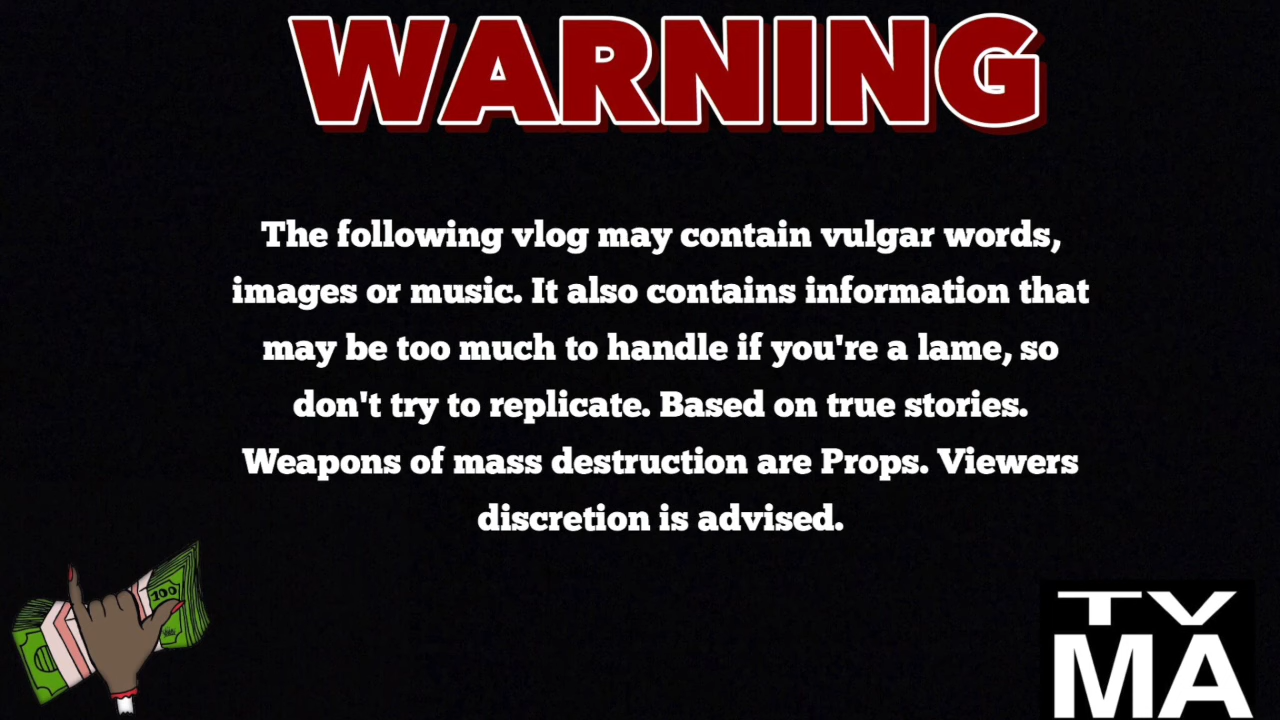 WARNING
The following vlog may contain vulgar words,
images or music. It also contains information that
may be too much to handle if you're a lame, so
don't try to replicate. Based on true stories.
Weapons of mass destruction are Props. Viewers
discretion is advised.
100
TV
MA